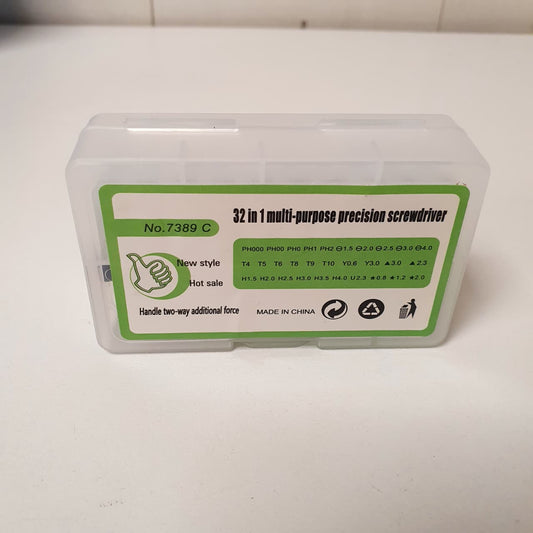 32 in 1 multi-purpose precision screwdriver
No.7389 C
PH000 PH00 PH0 PH1 PH2 ⊖1.5 ⊖2.0 ⊖2.5 ⊖3.0 ⊖4.0
T4 T5 T6 T8 T9 T10 Y0.6 Y3.0 ▲3.0 ▲2.3
H1.5 H2.0 H2.5 H3.0 H3.5 H4.0 U2.3 ★0.8 ★1.2 ★2.0
New style
Hot sale
Handle two-way additional force
MADE IN CHINA